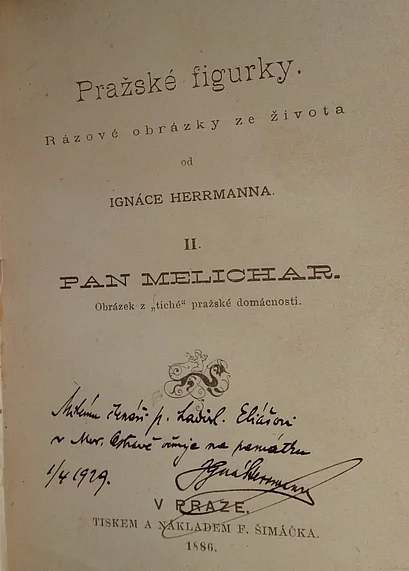 Pražské figurky.
Rázové obrázky ze života
od
IGNÁCE HERRMANNA.
II.
PAN MELICHAR.
Obrázek z „tiché“ pražské domácnosti.
Milému p. Ladisl. Eliášovi
v Mor. Ostravě na památku
1/4 1929. IgnátHerrmann
V PRAZE.
TISKEM A NÁKLADEM F. ŠIMÁČKA.
1886.